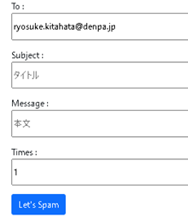 To :
ryosuke.kitahata@denpa.jp
Subject :
タイトル
Message :
本文
Times :
1
Let's Spam